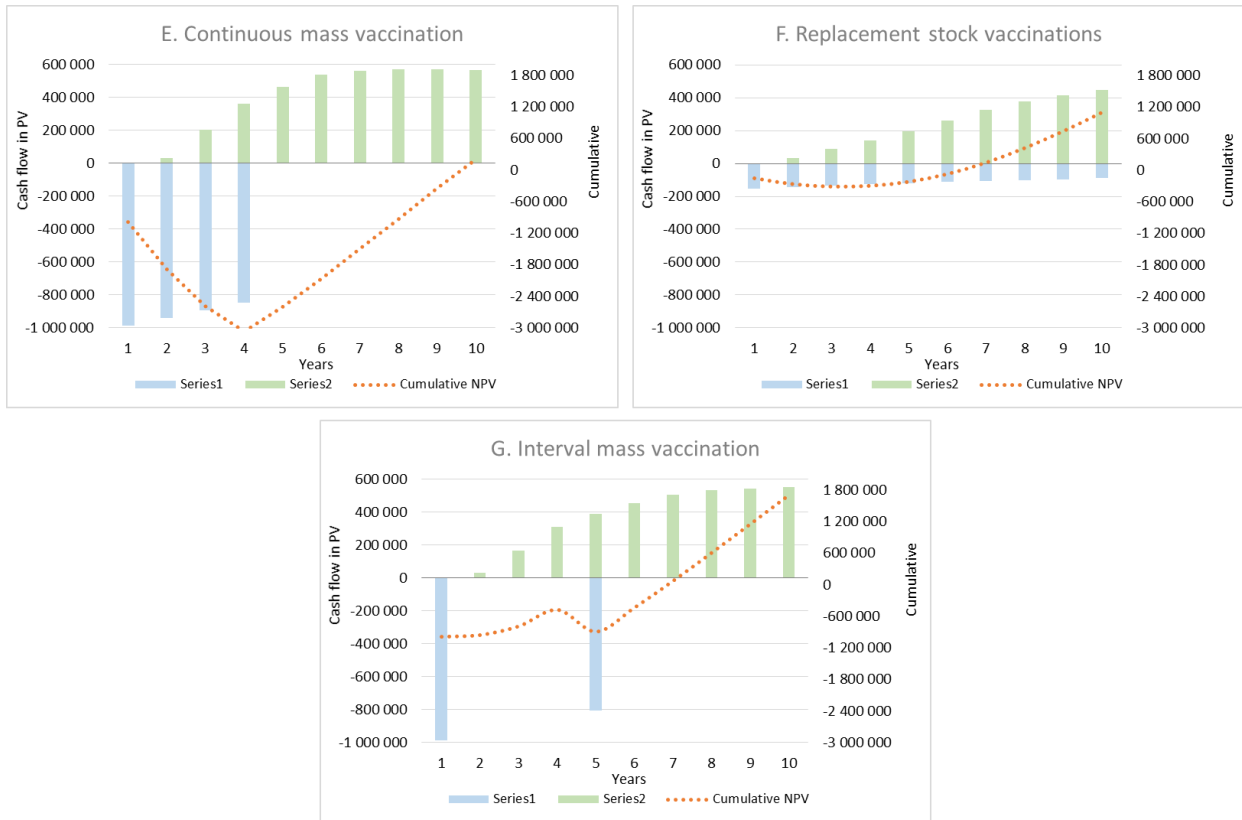 E. Continuous mass vaccination
600 000
400 000
200 000
0
-200 000
-400 000
-600 000
-800 000
-1 000 000
Cash flow in PV
1 800 000
1 200 000
600 000
0
-600 000
-1 200 000
-1 800 000
-2 400 000
-3 000 000
Cumulative
1 2 3 4 5 6 7 8 9 10
Years
Series1 Series2 Cumulative NPV
F. Replacement stock vaccinations
600 000
400 000
200 000
0
-200 000
-400 000
-600 000
-800 000
-1 000 000
Cash flow in PV
1 800 000
1 200 000
600 000
0
-600 000
-1 200 000
-1 800 000
-2 400 000
-3 000 000
Cumulative
1 2 3 4 5 6 7 8 9 10
Years
Series1 Series2 Cumulative NPV
G. Interval mass vaccination
600 000
400 000
200 000
0
-200 000
-400 000
-600 000
-800 000
-1 000 000
Cash flow in PV
1 800 000
1 200 000
600 000
0
-600 000
-1 200 000
-1 800 000
-2 400 000
-3 000 000
Cumulative
1 2 3 4 5 6 7 8 9 10
Years
Series1 Series2 Cumulative NPV